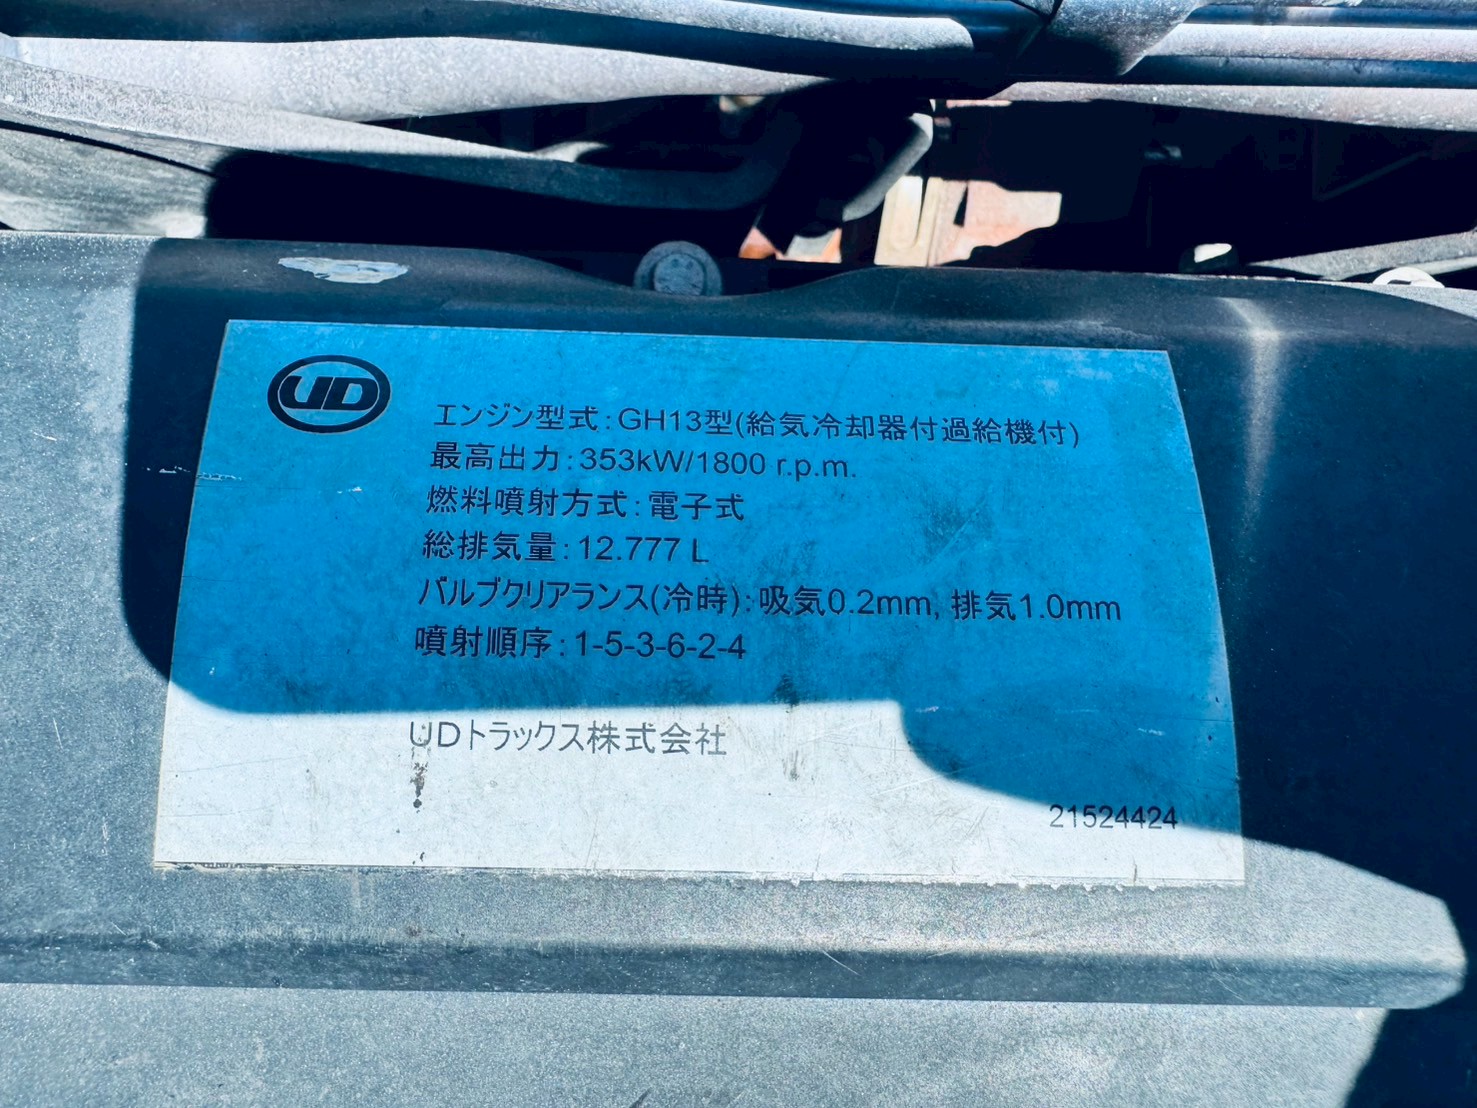 UD
エンジン型式:GH13型(給気冷却器付過給機付)
最高出力:353kW/1800 r.p.m.
燃料噴射方式:電子式
総排気量:12.777 L
バルブクリアランス(冷時):吸気0.2mm, 排気1.0mm
噴射順序:1-5-3-6-2-4
UDトラックス株式会社
21524424